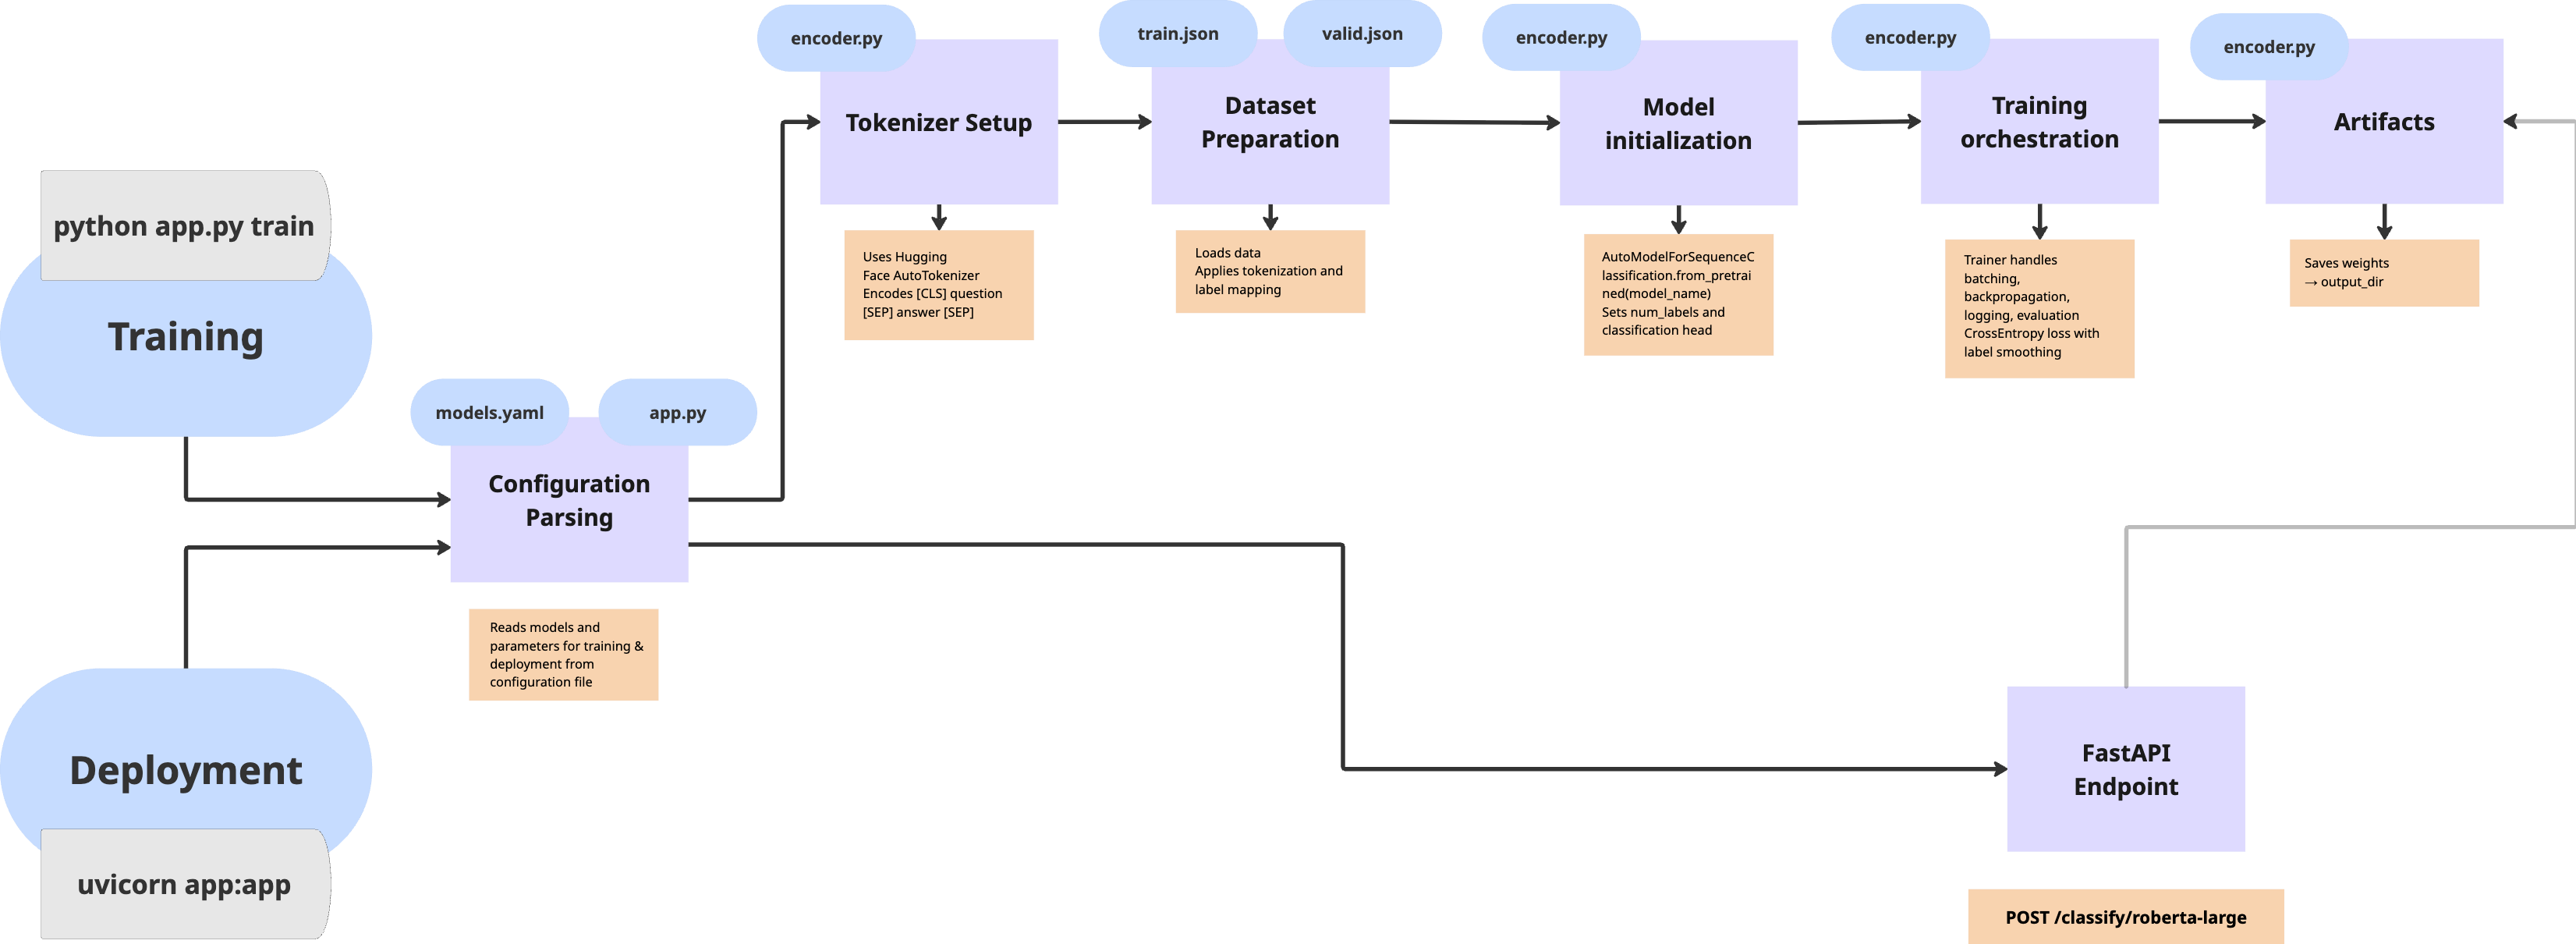 encoder.py
Tokenizer Setup
Uses Hugging
Face AutoTokenizer
Encodes [CLS] question
[SEP] answer [SEP]
train.json
valid.json
Dataset
Preparation
Loads data
Applies tokenization and
label mapping
encoder.py
Model
initialization
AutoModelForSequenceC
lassification.from_pretrai
ned(model_name)
Sets num_labels and
classification head
encoder.py
Training
orchestration
Trainer handles
batching,
backpropagation,
logging, evaluation
CrossEntropy loss with
label smoothing
encoder.py
Artifacts
Saves weights
→ output_dir
python app.py train
Training
models.yaml
app.py
Configuration
Parsing
Reads models and
parameters for training &
deployment from
configuration file
Deployment
uvicorn app:app
FastAPI
Endpoint
POST /classify/roberta-large